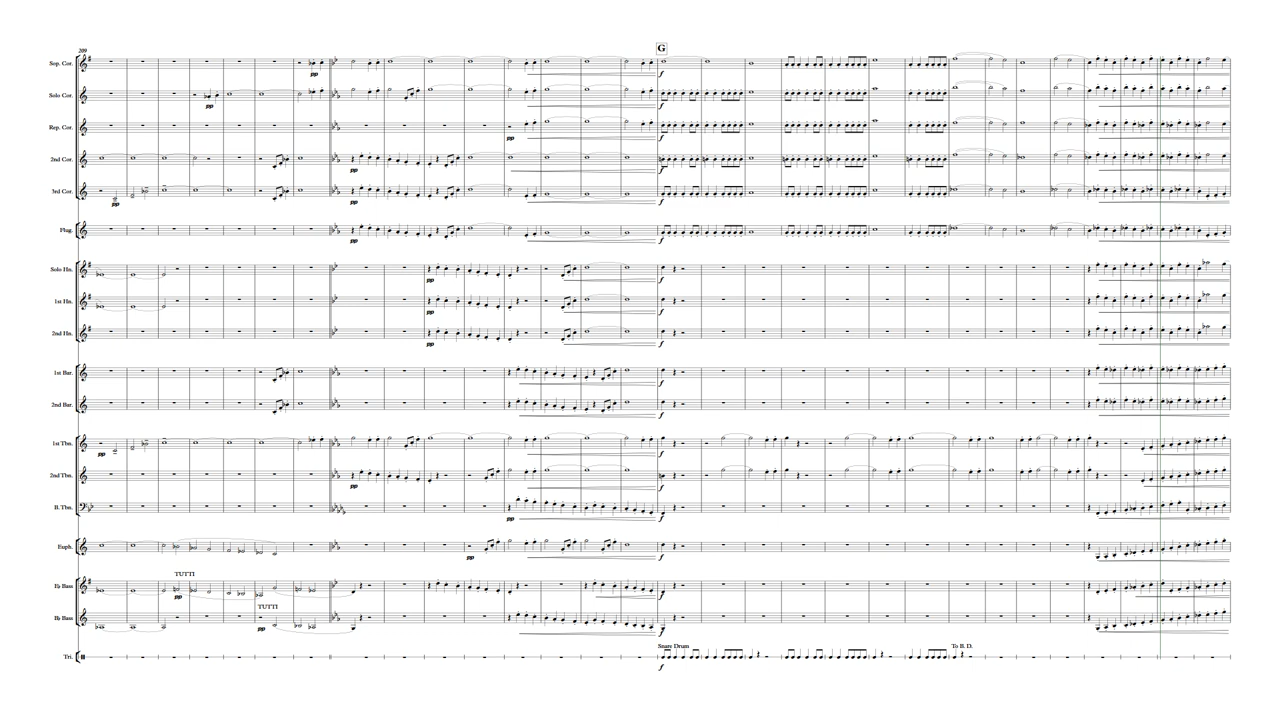 209
G
Sop. Cor.
pp
f
Solo Cor.
pp
f
Rep. Cor.
pp
f
2nd Cor.
pp
f
3rd Cor.
pp
f
Flug.
pp
f
Solo Hn.
pp
f
1st Hn.
pp
f
2nd Hn.
pp
f
1st Bar.
f
2nd Bar.
f
1st Tbn.
pp
f
2nd Tbn.
pp
f
B. Tbn.
pp
f
Euph.
pp
f
TUTTI
E♭ Bass
pp
f
TUTTI
B♭ Bass
pp
f
Snare Drum
To B. D.
Tri.
f